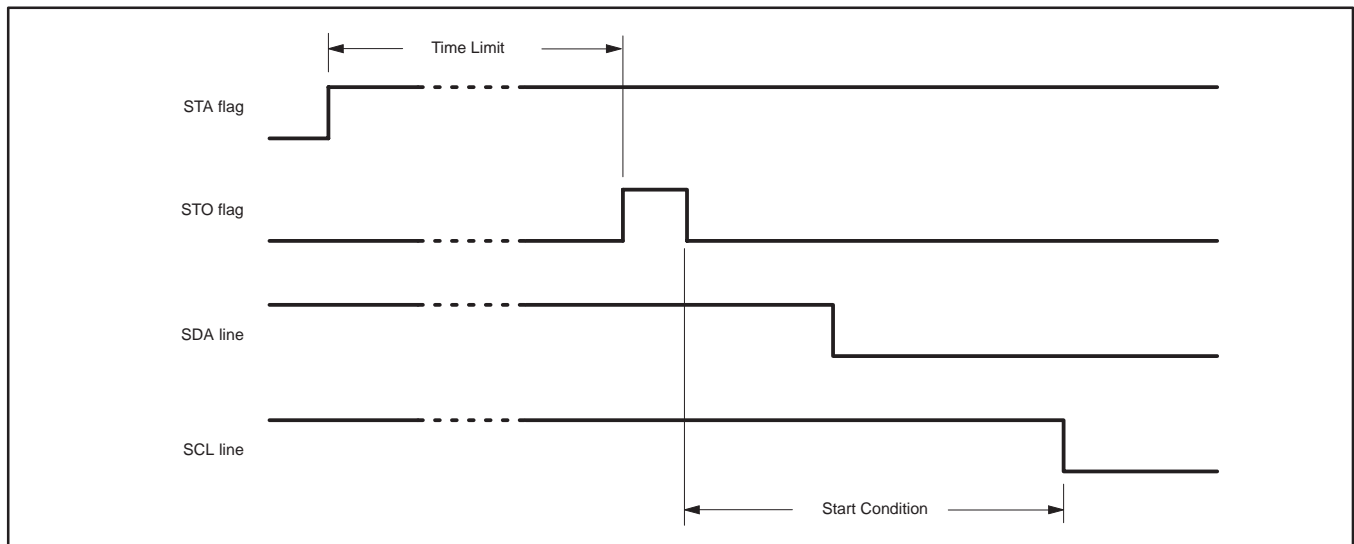 Time Limit
STA flag
STO flag
SDA line
SCL line
Start Condition